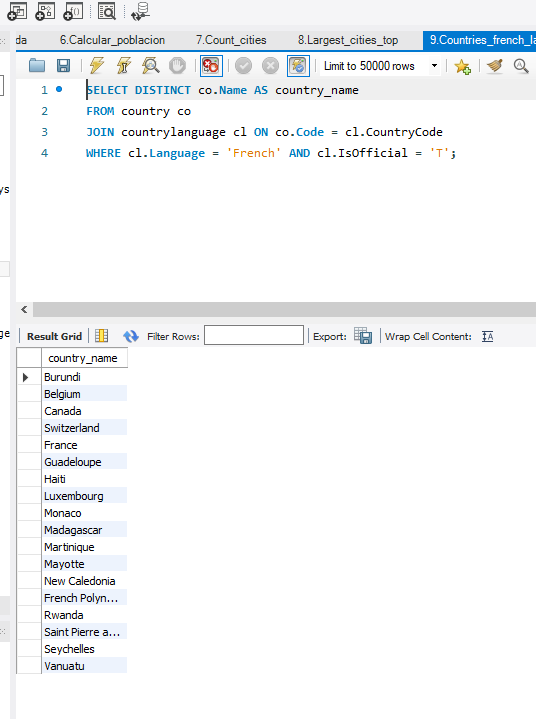 da 6.Calcular_poblacion 7.Count_cities 8.Largest_cities_top 9.Countries_french_la
Limit to 50000 rows
1 SELECT DISTINCT co.Name AS country_name
2 FROM country co
3 JOIN countrylanguage cl ON co.Code = cl.CountryCode
4 WHERE cl.Language = 'French' AND cl.IsOfficial = 'T';
ys
ge
Result Grid Filter Rows: Export: Wrap Cell Content: IA
country_name
Burundi
Belgium
Canada
Switzerland
France
Guadeloupe
Haiti
Luxembourg
Monaco
Madagascar
Martinique
Mayotte
New Caledonia
French Polyn...
Rwanda
Saint Pierre a...
Seychelles
Vanuatu